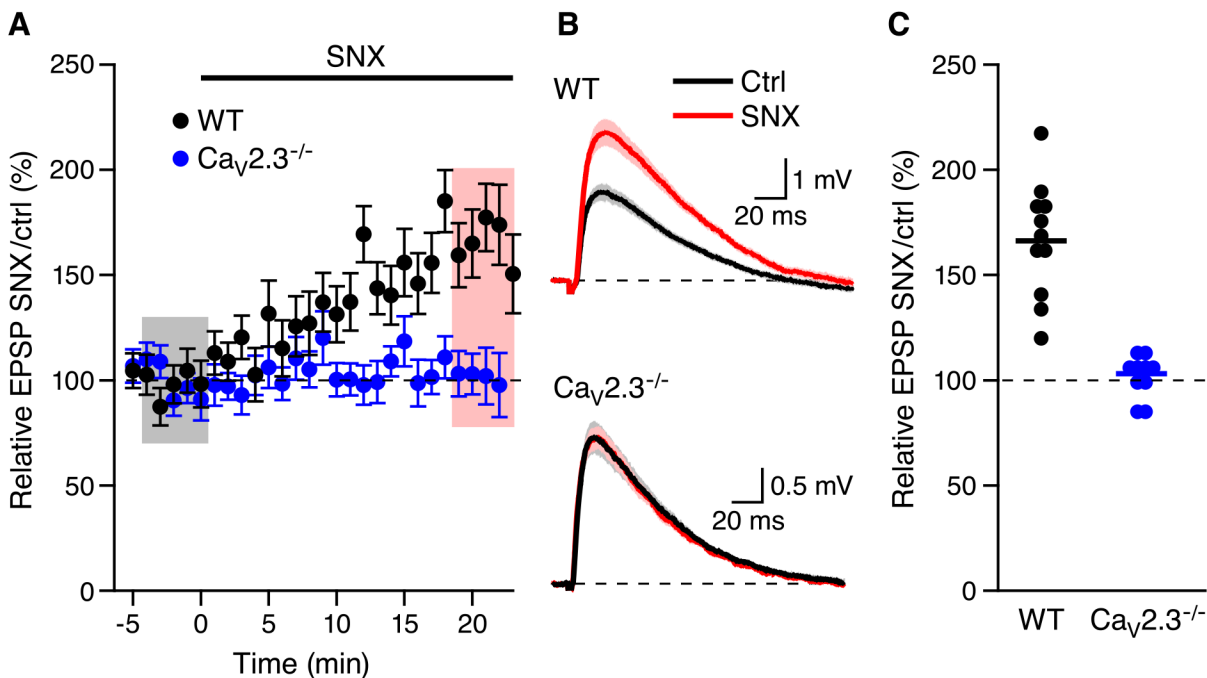 A
Relative EPSP SNX/ctrl (%)
250
200
150
100
50
0
SNX
WT
CaV2.3-/-
-5 0 5 10 15 20
Time (min)
B
WT
Ctrl
SNX
1 mV
20 ms
CaV2.3-/-
0.5 mV
20 ms
C
Relative EPSP SNX/ctrl (%)
250
200
150
100
50
0
WT CaV2.3-/-